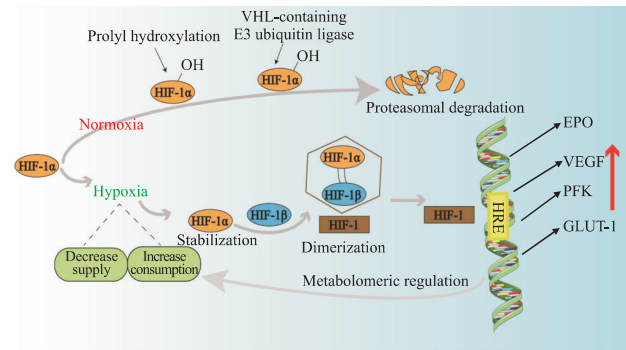 VHL-containing
E3 ubiquitin ligase
Prolyl hydroxylation
OH
OH
HIF-1α
HIF-1α
Proteasomal degradation
Normoxia
EPO
HIF-1α
VEGF
HIF-1α
Hypoxia
PFK
HIF-1β
HIF-1α
HIF-1β
HRE
HIF-1
HIF-1
GLUT-1
Stabilization
Dimerization
Decrease
supply
Increase
consumption
Metabolomeric regulation